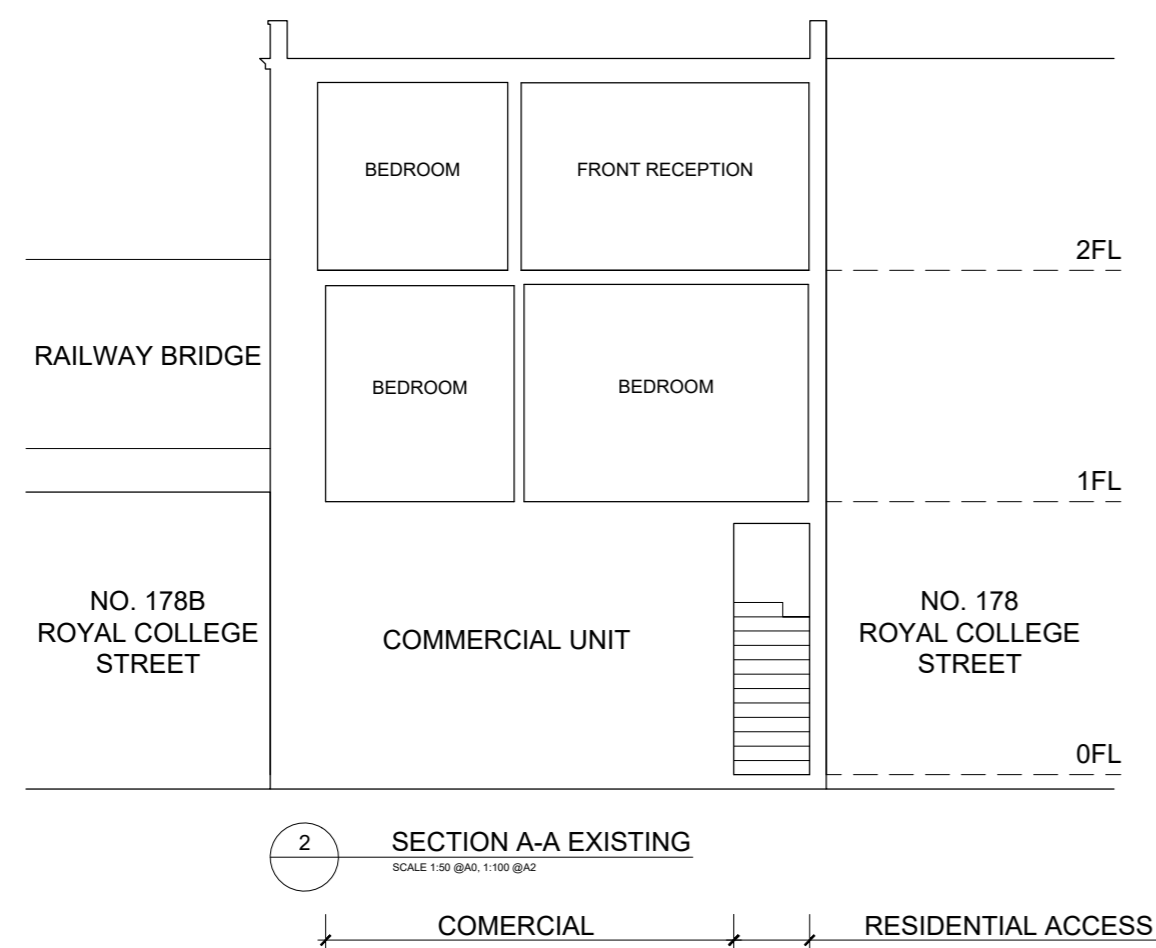 BEDROOM
FRONT RECEPTION
2FL
RAILWAY BRIDGE
BEDROOM
BEDROOM
1FL
NO. 178B
ROYAL COLLEGE
STREET
COMMERCIAL UNIT
NO. 178
ROYAL COLLEGE
STREET
0FL
2
SECTION A-A EXISTING
SCALE 1:50 @A0, 1:100 @A2
COMERCIAL
RESIDENTIAL ACCESS